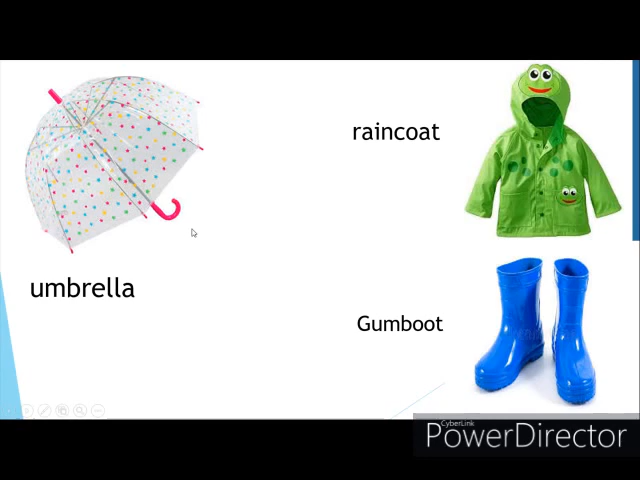 raincoat
umbrella
Gumboot
CyberLink
PowerDirector